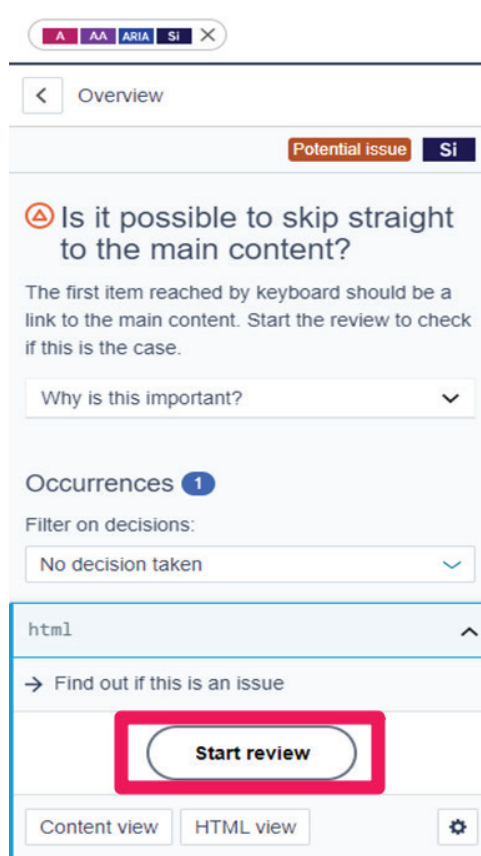 A AA ARIA Si
Overview
Potential issue Si
Is it possible to skip straight
to the main content?
The first item reached by keyboard should be a
link to the main content. Start the review to check
if this is the case.
Why is this important?
Occurrences 1
Filter on decisions:
No decision taken
html
Find out if this is an issue
Start review
Content view HTML view